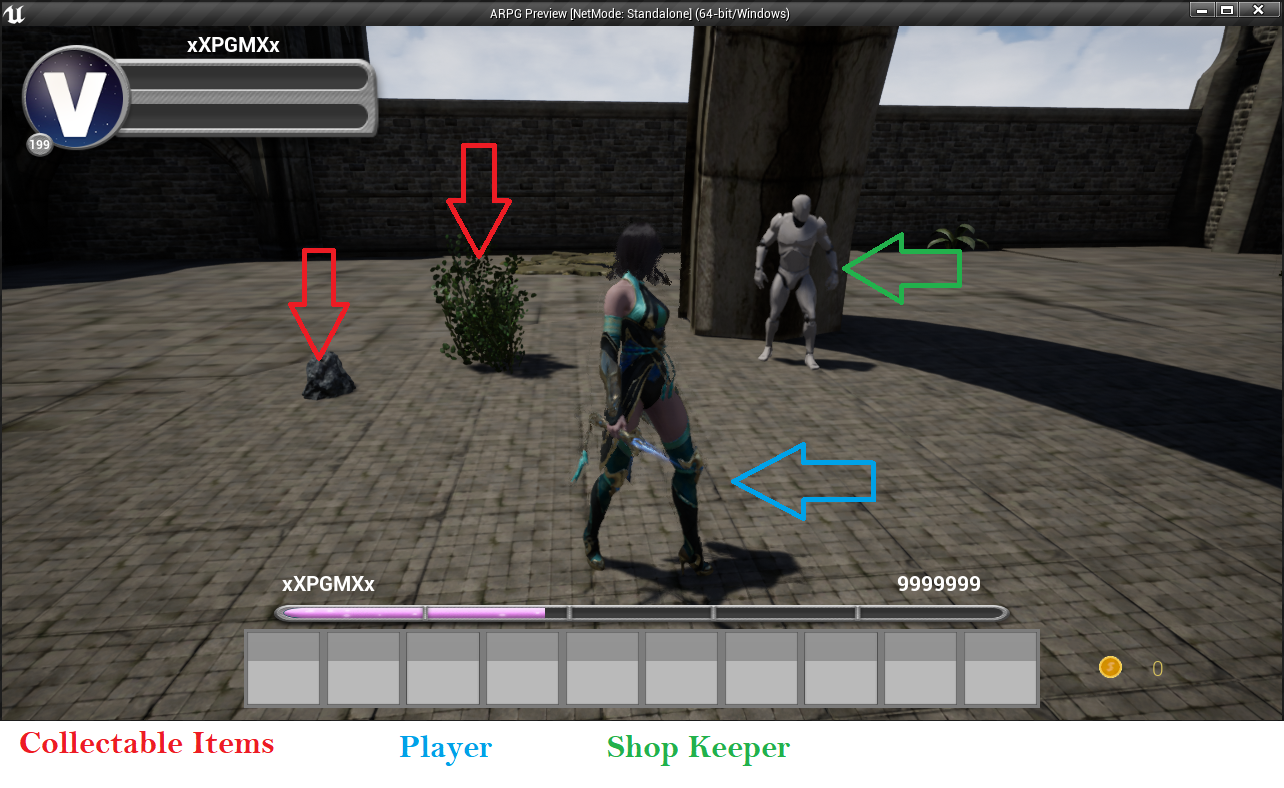 ARPG Preview [NetMode: Standalone] (64-bit/Windows)
xXPGMXx
V
199
xXPGMXx 9999999
0
Collectable Items Player Shop Keeper